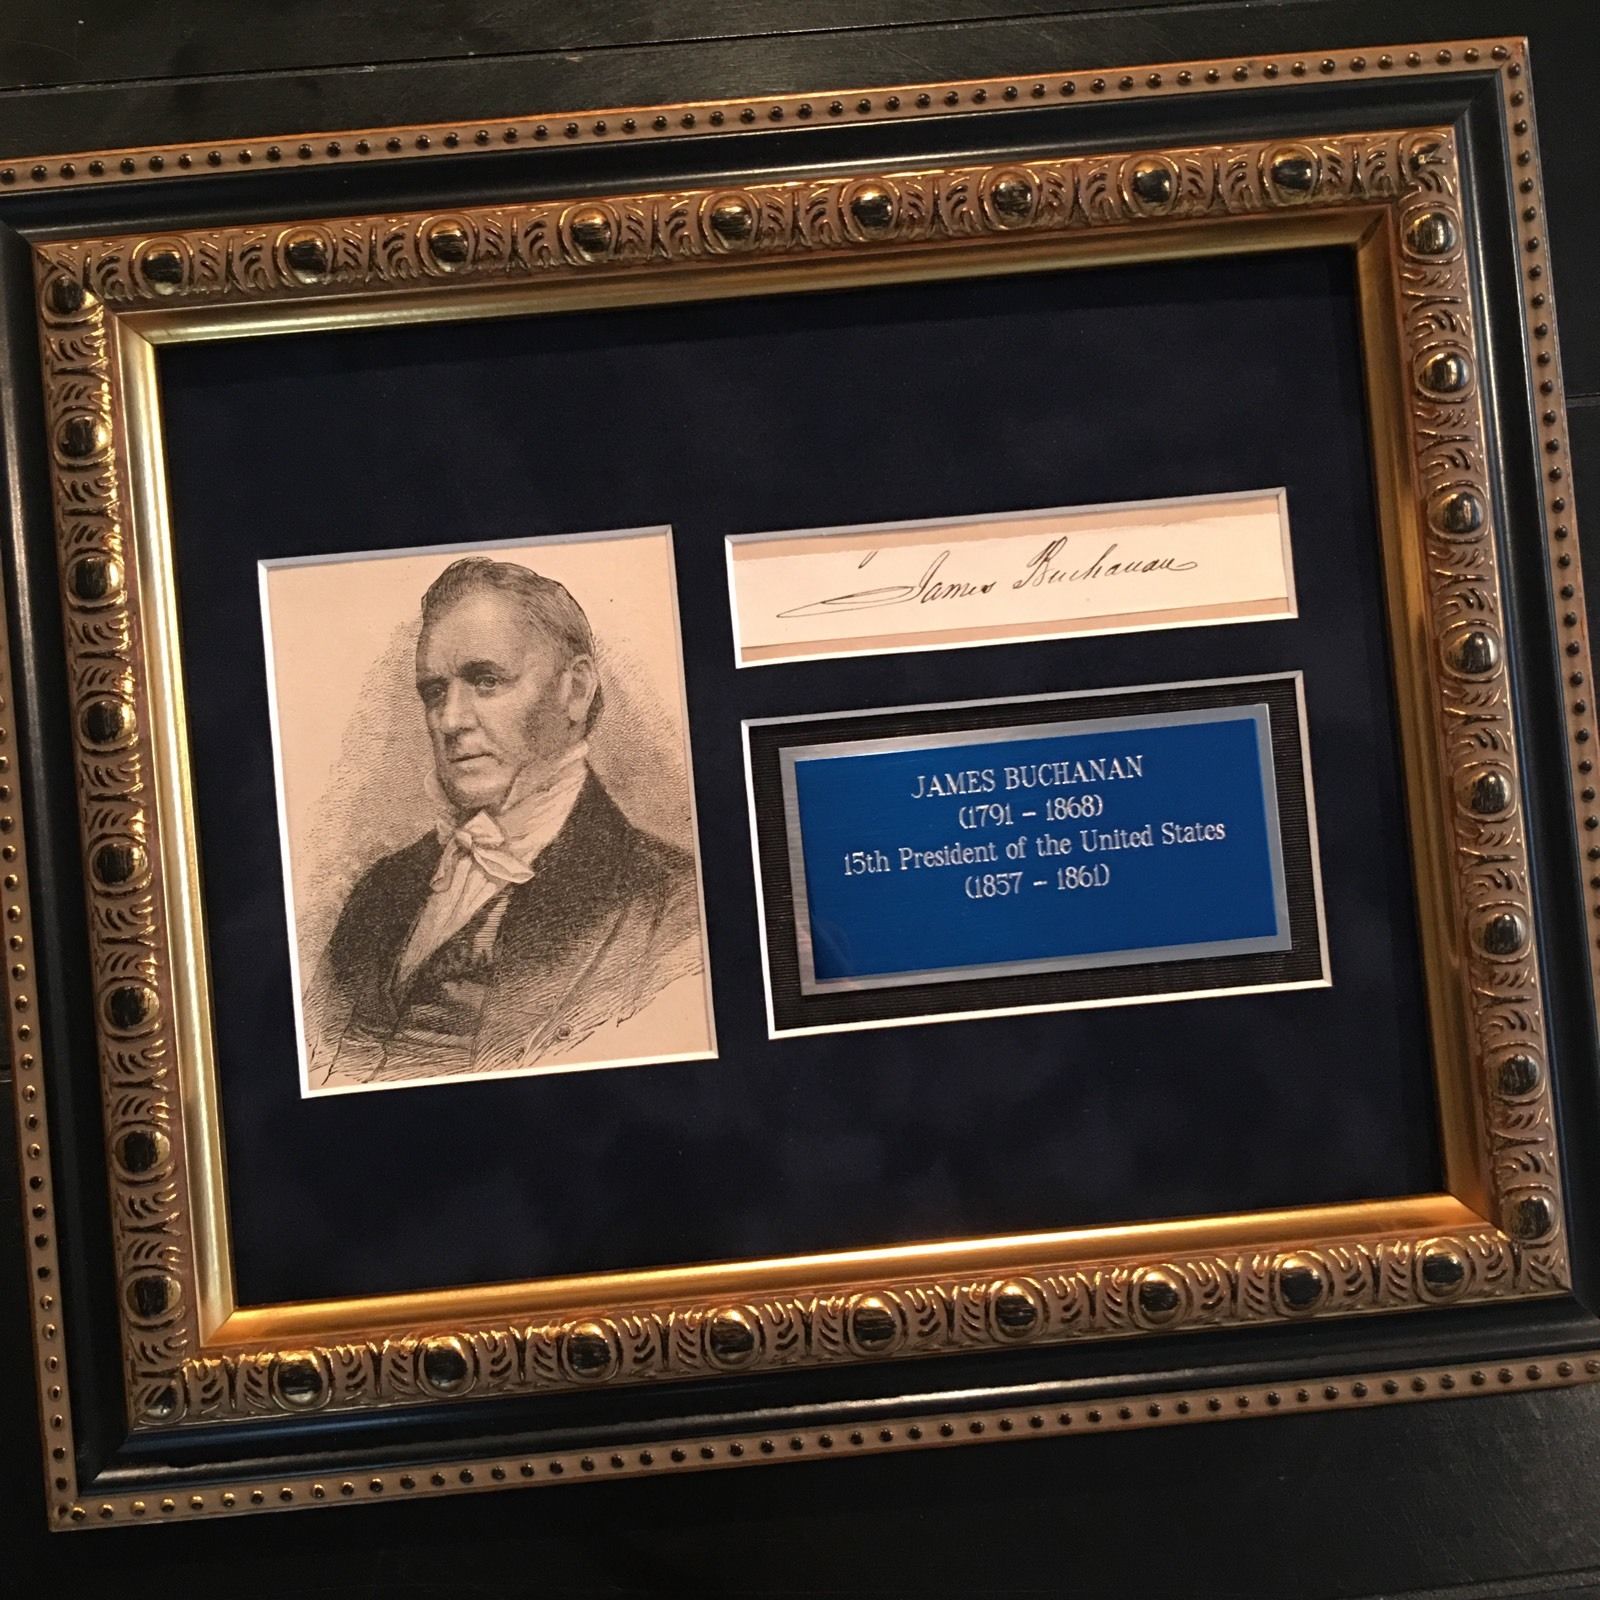 James Buchanan
JAMES BUCHANAN
(1791 – 1868)
15th President of the United States
(1857 – 1861)